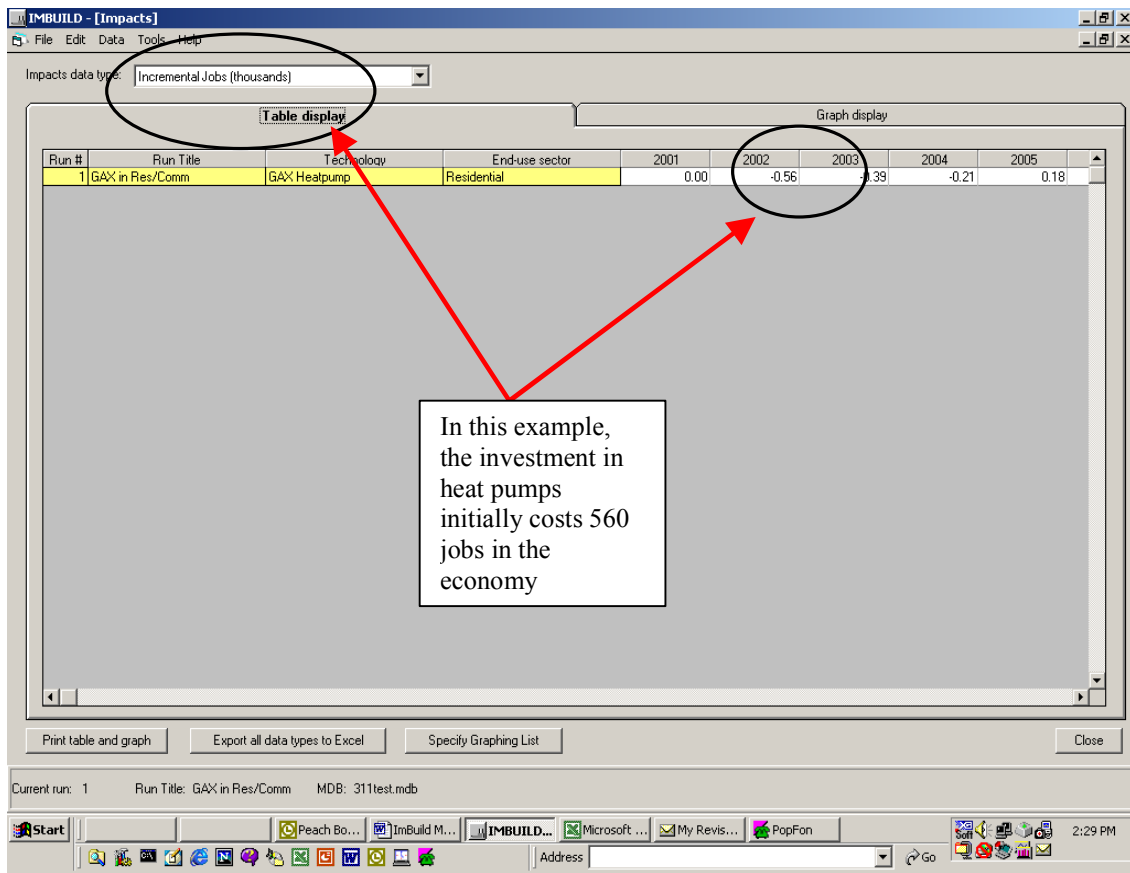 IMBUILD - [Impacts]
File Edit Data Tools Help
Impacts data type: Incremental Jobs (thousands)
Table display Graph display
Run # Run Title Technology End-use sector 2001 2002 2003 2004 2005
1 GAX in Res/Comm GAX Heatpump Residential 0.00 -0.56 -0.39 -0.21 0.18
In this example,
the investment in
heat pumps
initially costs 560
jobs in the
economy
Print table and graph Export all data types to Excel Specify Graphing List Close
Current run: 1 Run Title: GAX in Res/Comm MDB: 311test.mdb
Start Peach Bo... ImBuild M... IMBUILD... Microsoft ... My Revis... PopFon 2:29 PM
Address Go